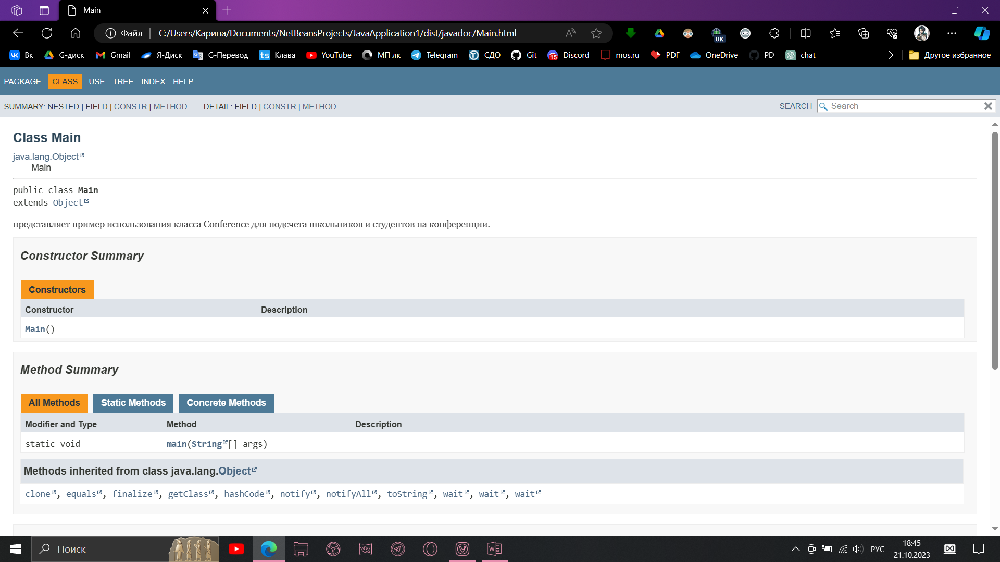 Main
Файл
C:/Users/Карина/Documents/NetBeansProjects/JavaApplication1/dist/javadoc/Main.html
UK
Вк G-диск Gmail Я-Диск G-Перевод ts Клава YouTube МП лк Telegram СДО Git 15 Discord mos.ru PDF OneDrive PD chat Другое избранное
PACKAGE CLASS USE TREE INDEX HELP
SUMMARY: NESTED | FIELD | CONSTR | METHOD DETAIL: FIELD | CONSTR | METHOD SEARCH Search
Class Main
java.lang.Object
Main
public class Main
extends Object
представляет пример использования класса Conference для подсчета школьников и студентов на конференции.
Constructor Summary
Constructors
Constructor Description
Main()
Method Summary
All Methods Static Methods Concrete Methods
Modifier and Type Method Description
static void main(String[] args)
Methods inherited from class java.lang.Object
clone, equals, finalize, getClass, hashCode, notify, notifyAll, toString, wait, wait, wait
Поиск
РУС
18:45
21.10.2023